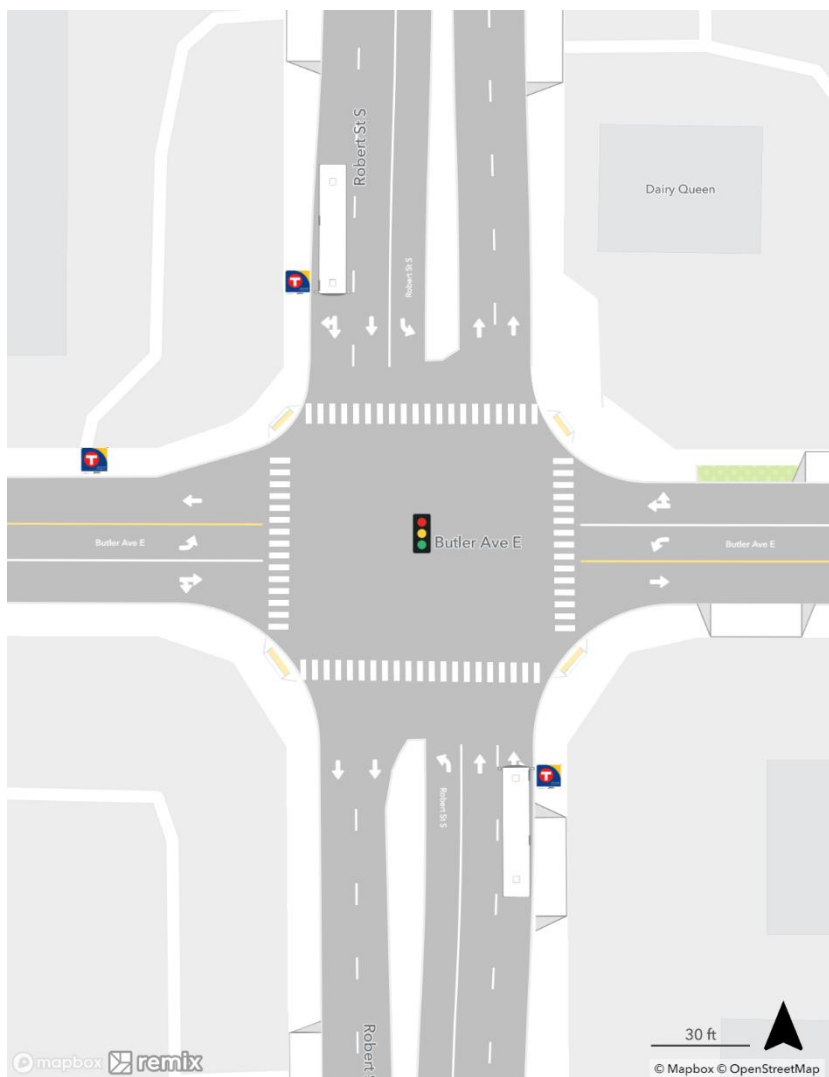 Robert St S
Dairy Queen
Robert St S
T
T
Butler Ave E
Butler Ave E
Butler Ave E
T
Robert St S
Robert
30 ft
mapbox remix
© Mapbox © OpenStreetMap